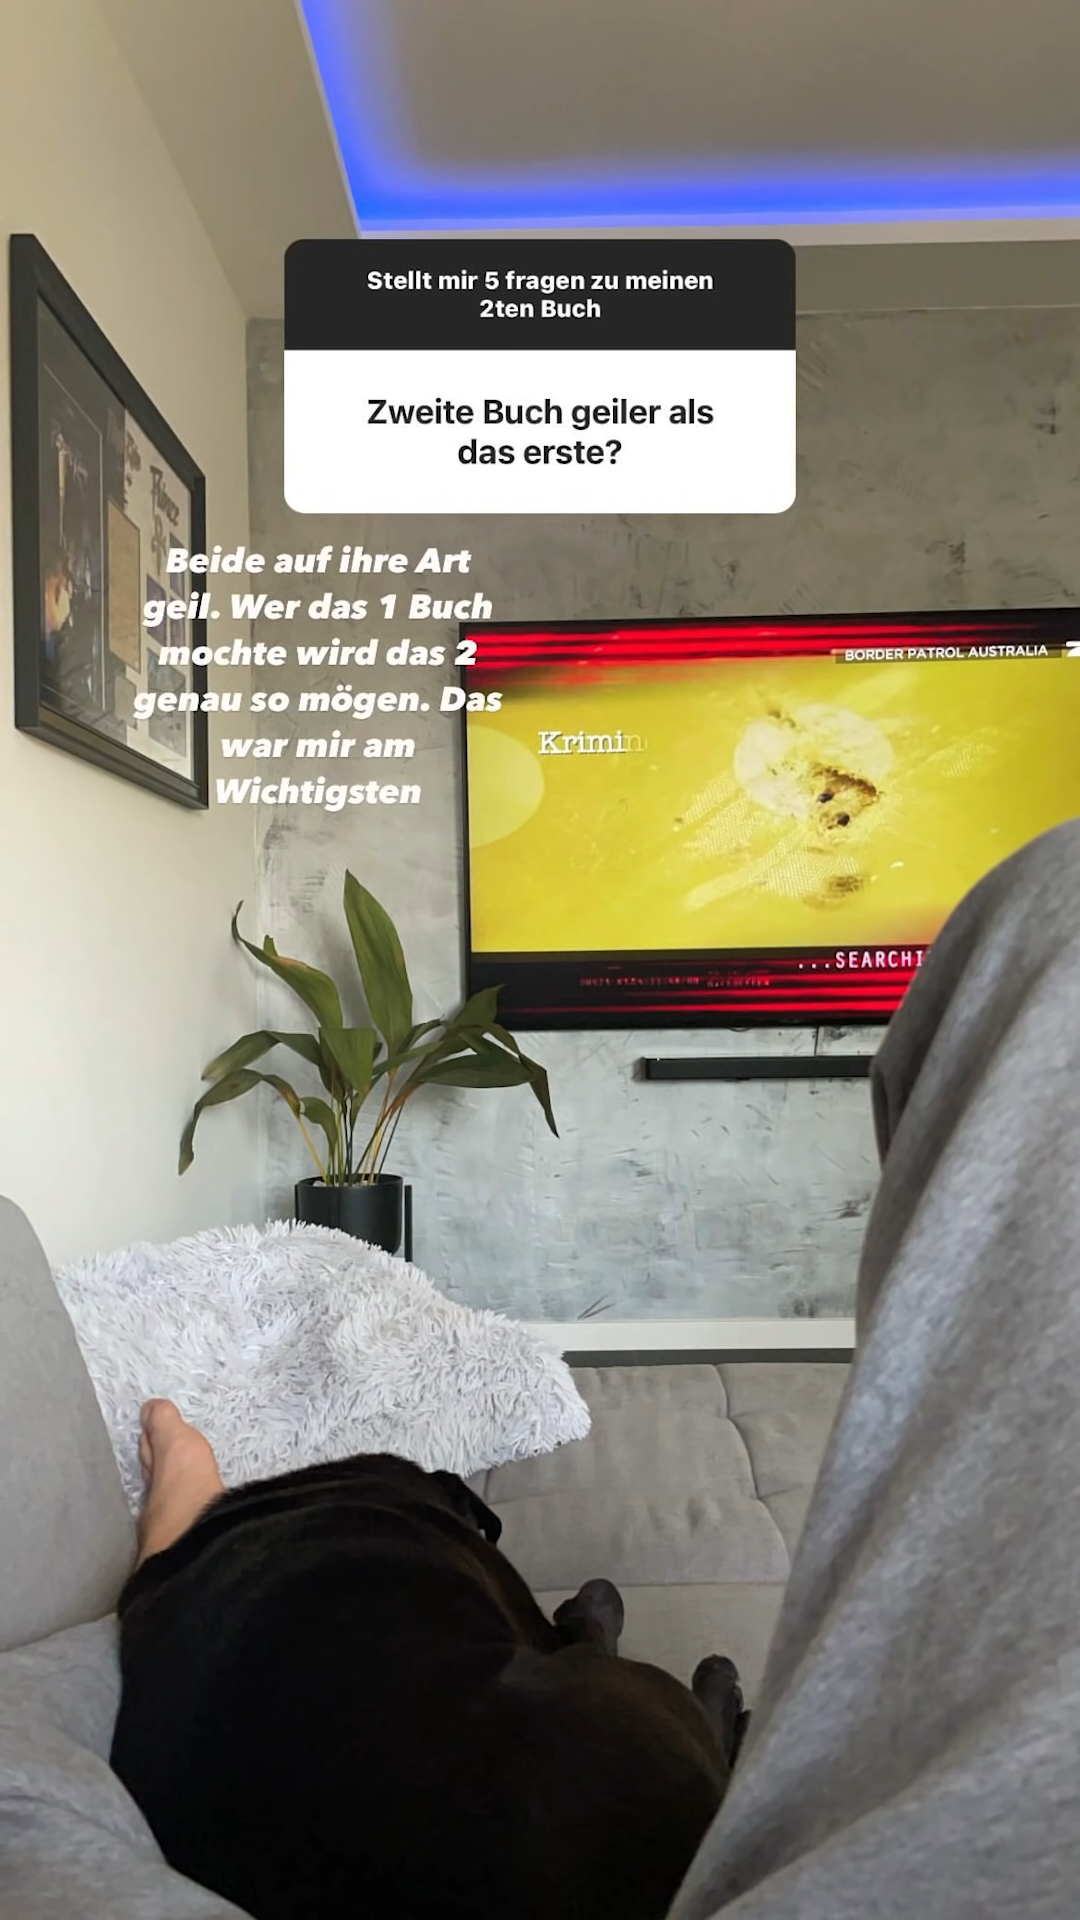 Stellt mir 5 fragen zu meinen
2ten Buch
Zweite Buch geiler als
das erste?
Beide auf ihre Art
geil. Wer das 1 Buch
mochte wird das 2
genau so mögen. Das
war mir am
Wichtigsten
BORDER PATROL AUSTRALIA
Krimin
...SEARCHI